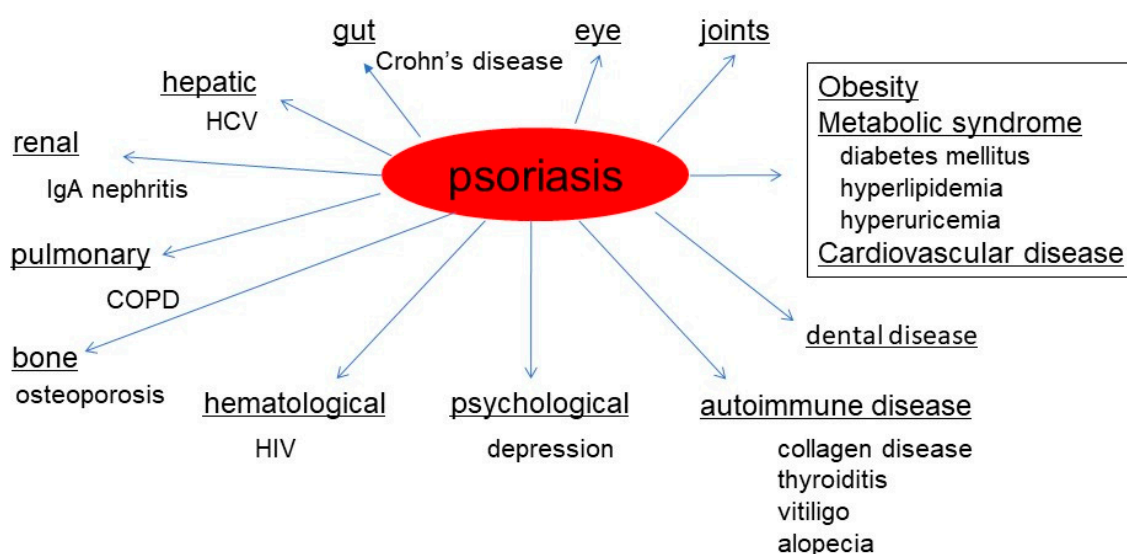 gut
Crohn's disease
eye
joints
hepatic
HCV
renal
IgA nephritis
pulmonary
COPD
bone
osteoporosis
psoriasis
Obesity
Metabolic syndrome
diabetes mellitus
hyperlipidemia
hyperuricemia
Cardiovascular disease
dental disease
hematological
HIV
psychological
depression
autoimmune disease
collagen disease
thyroiditis
vitiligo
alopecia